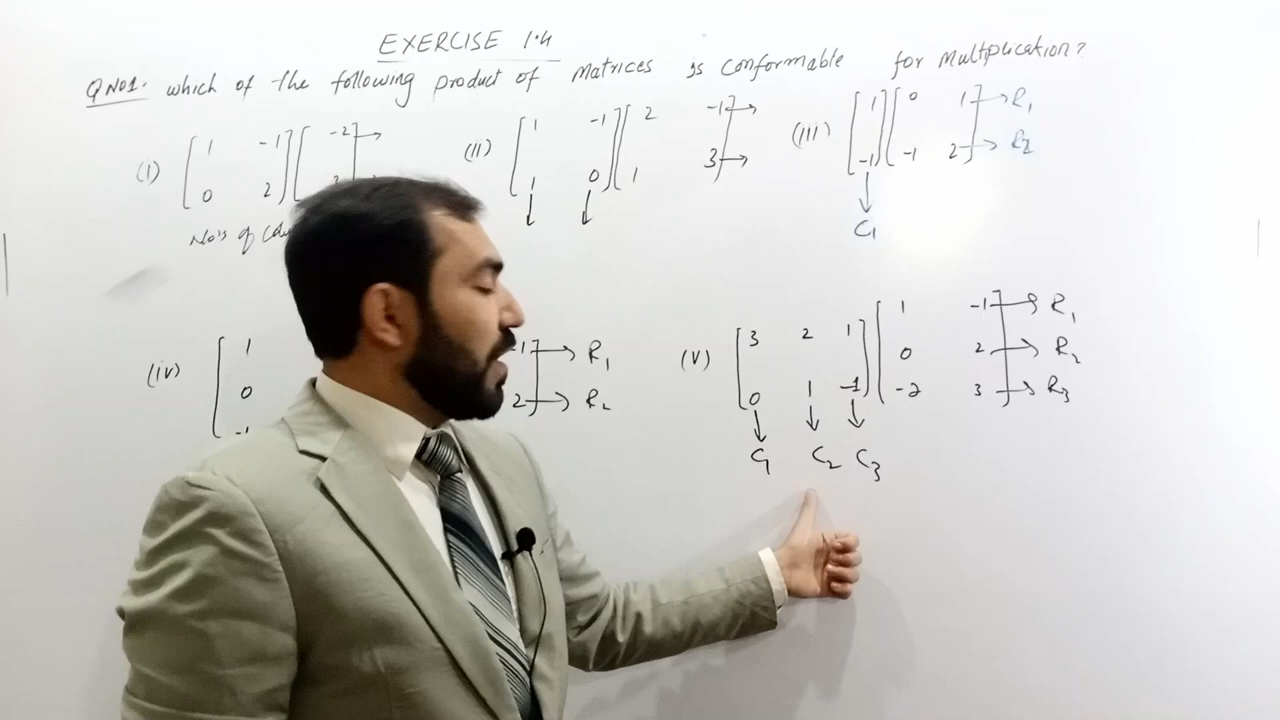 EXERCISE 1.4
Q NO1. which of the following product of matrices is conformable for multiplication?
(i) [1 -1] [-2]
0 2
(ii) [1 -1] [2 -1]
1 0 1 3
(iii) [1] [0 1] → R1
-1 -1 2 → R2
C1
No's of
(iv) [1 -1] → R1
0 2 → R2
-1
(v) [3 2 1] [1 -1] → R1
0 1 -1 0 2 → R2
-2 3 → R3
C1 C2 C3